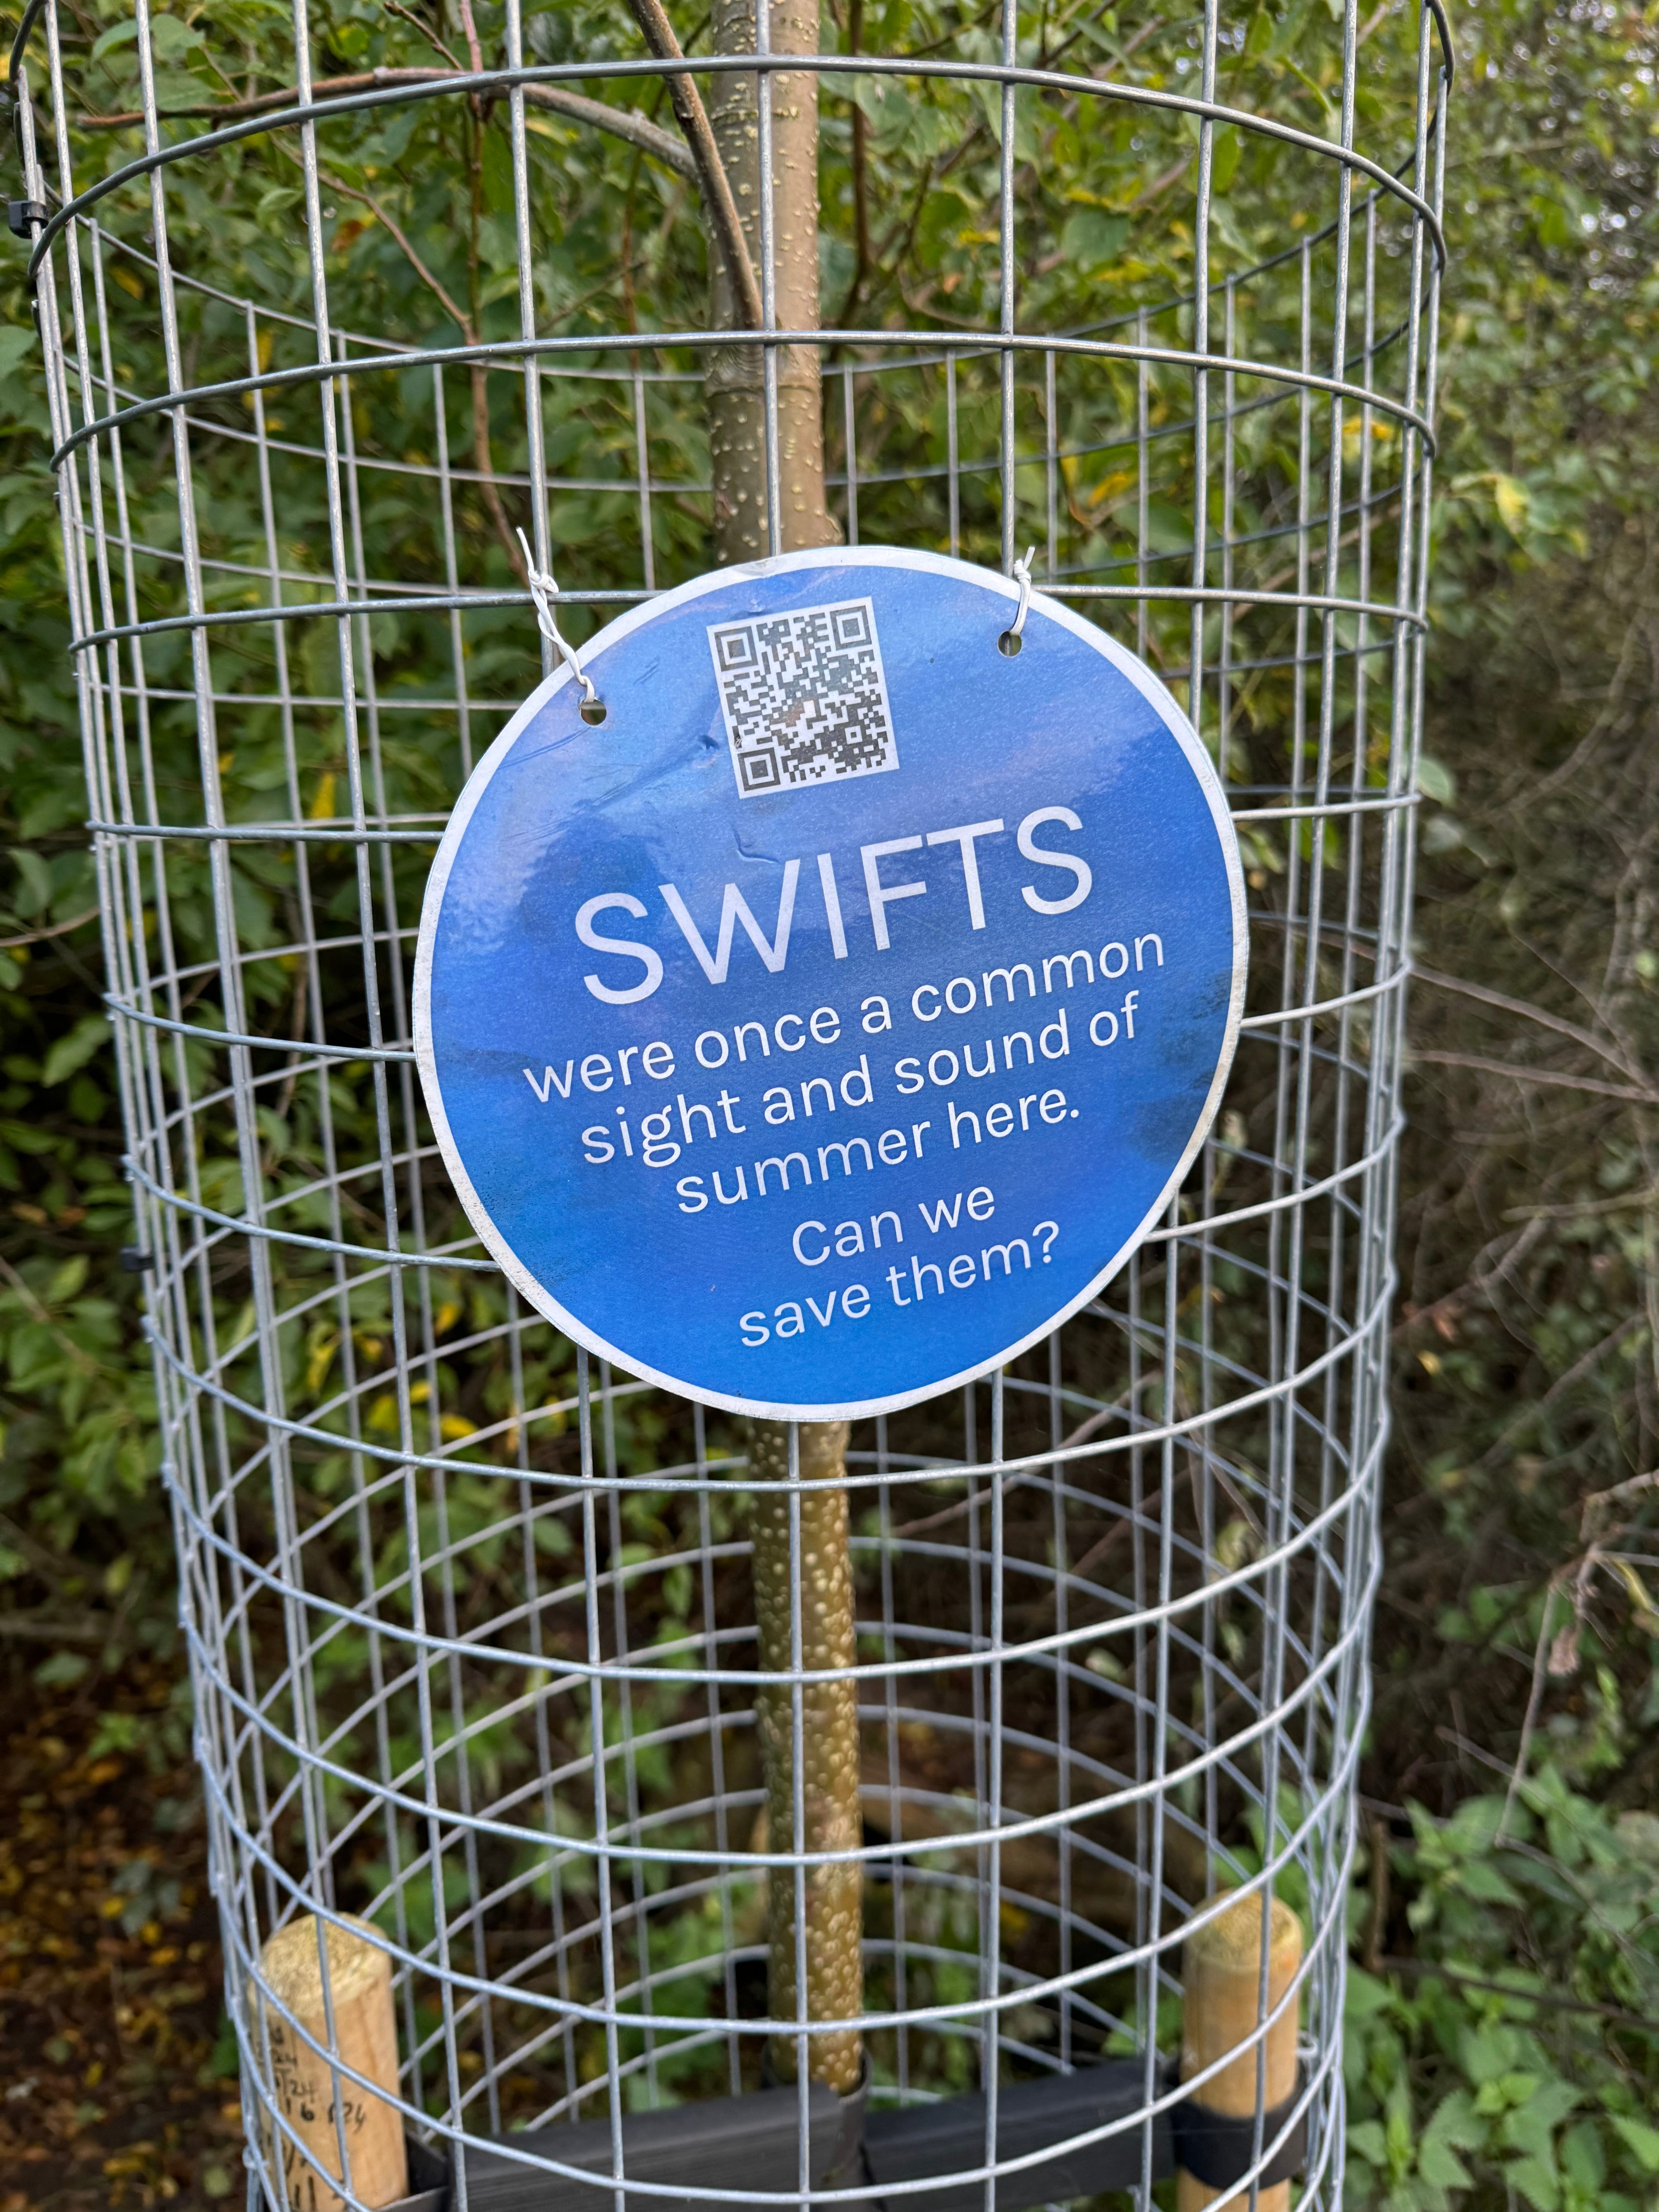 SWIFTS
were once a common
sight and sound of
summer here.
Can we
save them?